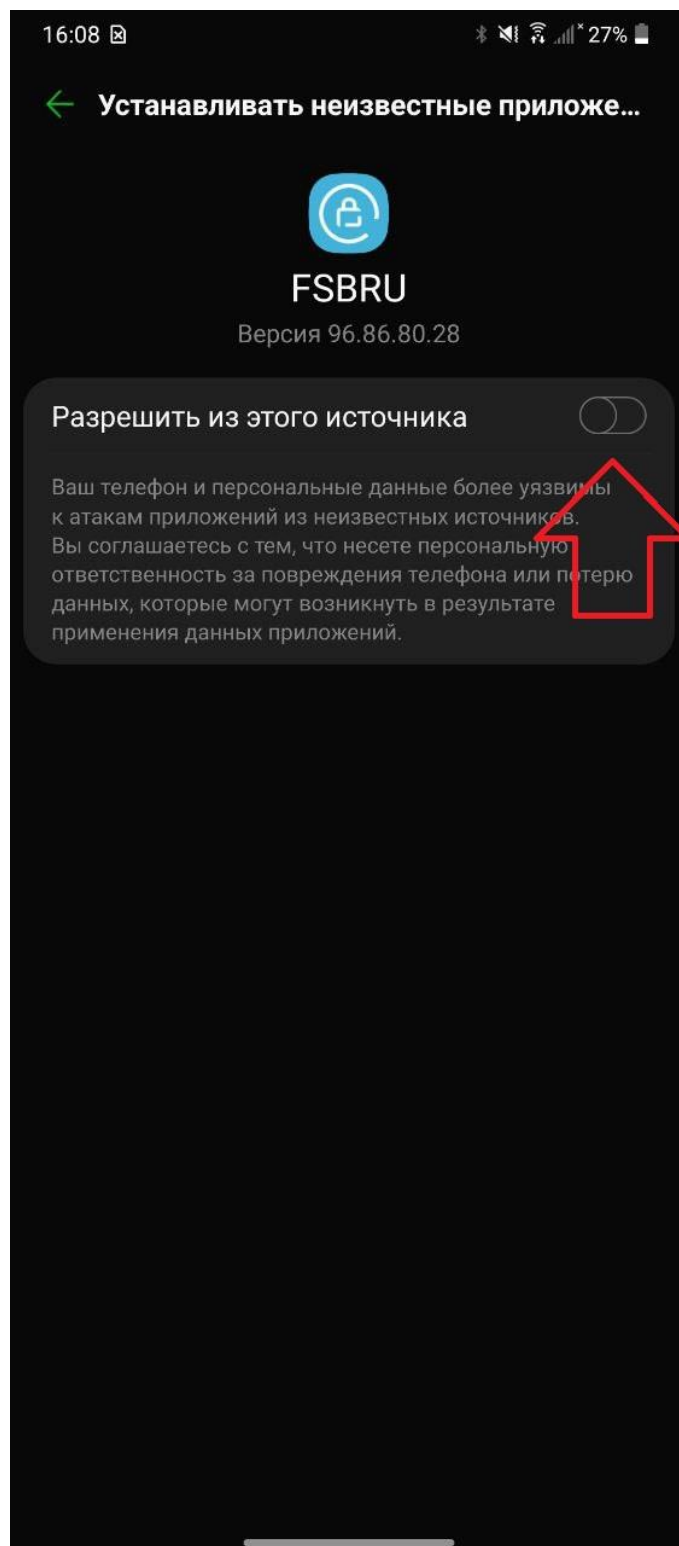 16:08 27%
Устанавливать неизвестные приложе...
FSBRU
Версия 96.86.80.28
Разрешить из этого источника
Ваш телефон и персональные данные более уязвимы
к атакам приложений из неизвестных источников.
Вы соглашаетесь с тем, что несете персональную
ответственность за повреждения телефона или потерю
данных, которые могут возникнуть в результате
применения данных приложений.